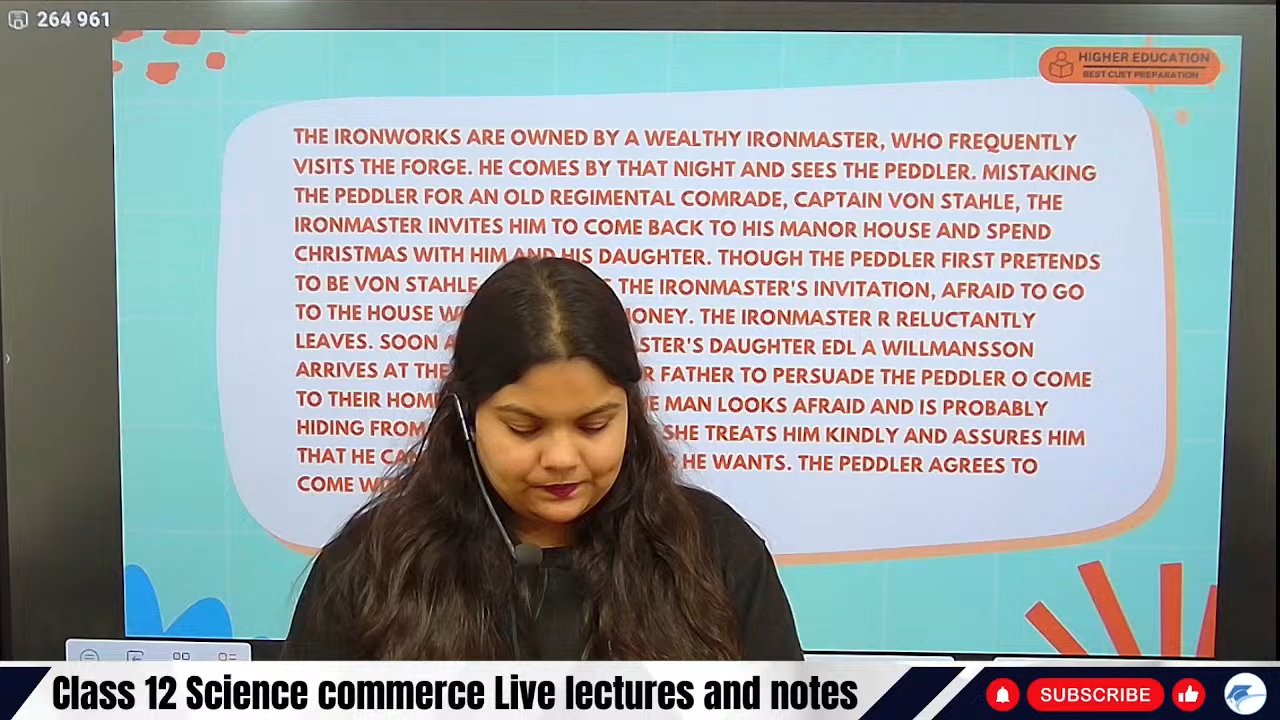 264 961
HIGHER EDUCATION
BEST CUET PREPARATION
THE IRONWORKS ARE OWNED BY A WEALTHY IRONMASTER, WHO FREQUENTLY
VISITS THE FORGE. HE COMES BY THAT NIGHT AND SEES THE PEDDLER. MISTAKING
THE PEDDLER FOR AN OLD REGIMENTAL COMRADE, CAPTAIN VON STAHLE, THE
IRONMASTER INVITES HIM TO COME BACK TO HIS MANOR HOUSE AND SPEND
CHRISTMAS WITH HIM AND HIS DAUGHTER. THOUGH THE PEDDLER FIRST PRETENDS
TO BE VON STAHLE THE IRONMASTER'S INVITATION, AFRAID TO GO
TO THE HOUSE MONEY. THE IRONMASTER R RELUCTANTLY
LEAVES. SOON DAUGHTER EDL A WILLMANSSON
ARRIVES AT THE FATHER TO PERSUADE THE PEDDLER O COME
TO THEIR MAN LOOKS AFRAID AND IS PROBABLY
HIDING FROM SHE TREATS HIM KINDLY AND ASSURES HIM
THAT HE HE WANTS. THE PEDDLER AGREES TO
COME
Class 12 Science commerce Live lectures and notes
SUBSCRIBE